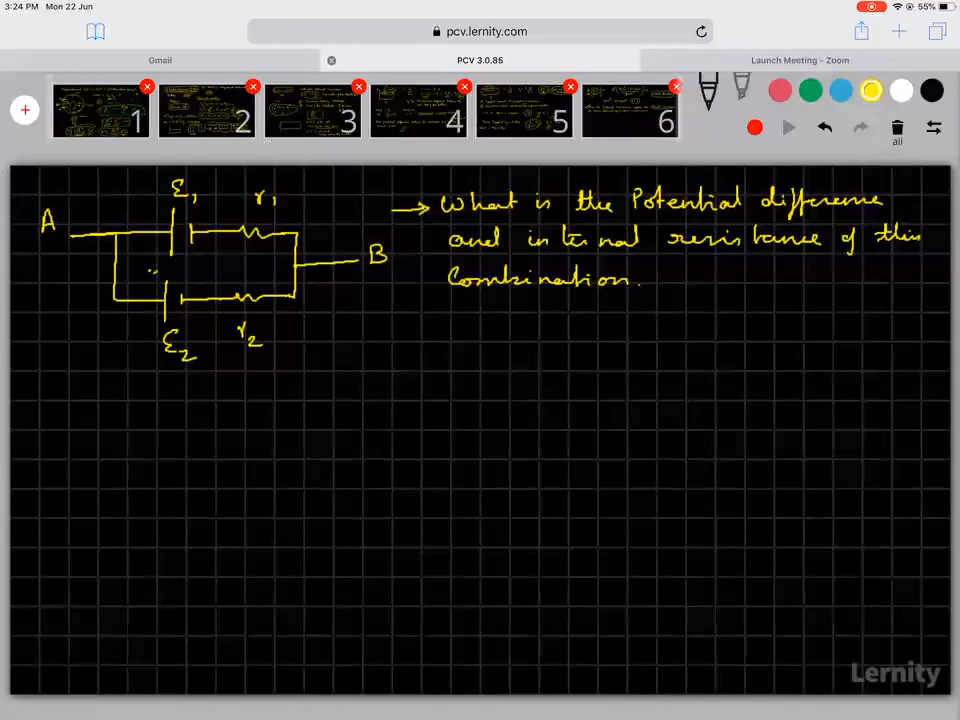 3:24 PM Mon 22 Jun
55%
pcv.lernity.com
Gmail
PCV 3.0.85
Launch Meeting - Zoom
1
2
3
4
5
6
all
ε1
r1
A
B
ε2
r2
→ What is the Potential difference
and internal resistance of this
Combination.
Lernity